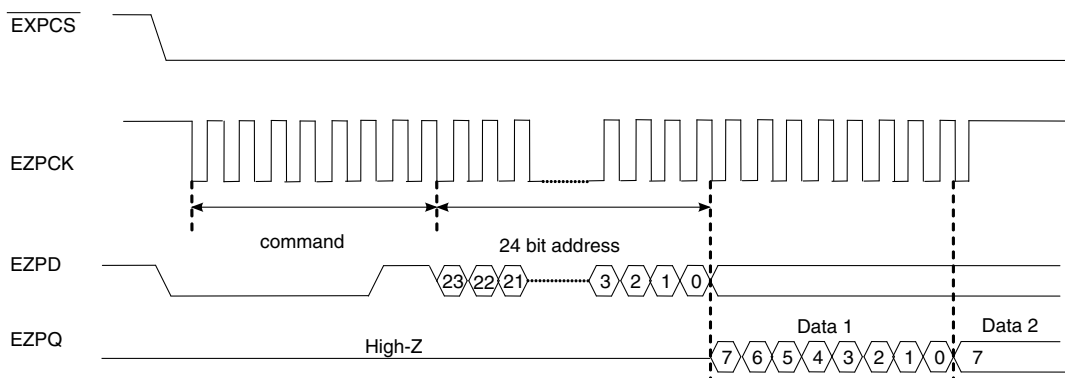 EXPCS
EZPCK
command
24 bit address
EZPD
23 22 21 3 2 1 0
Data 1 Data 2
EZPQ
High-Z
7 6 5 4 3 2 1 0 7